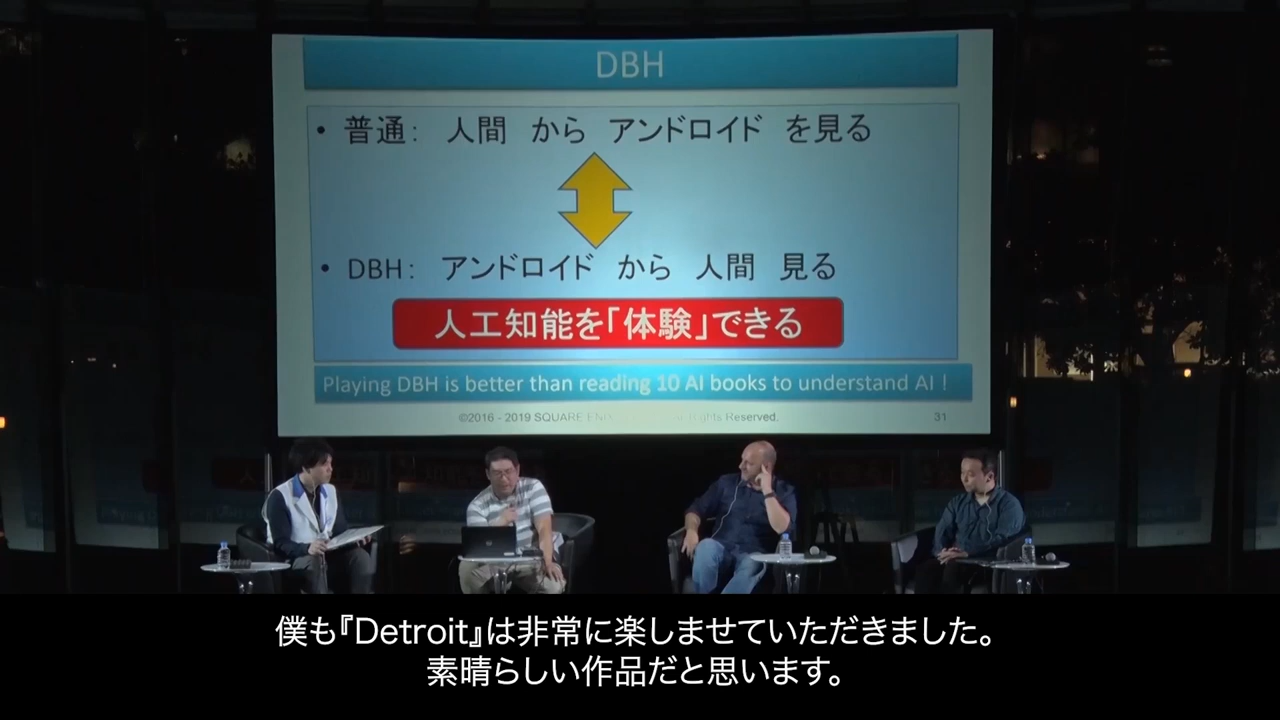 DBH
• 普通： 人間 から アンドロイド を見る
• DBH： アンドロイド から 人間 見る
人工知能を「体験」できる
Playing DBH is better than reading 10 AI books to understand AI !
©2016 - 2019 SQUARE ENIX Rights Reserved.
31
僕も『Detroit』は非常に楽しませていただきました。
素晴らしい作品だと思います。